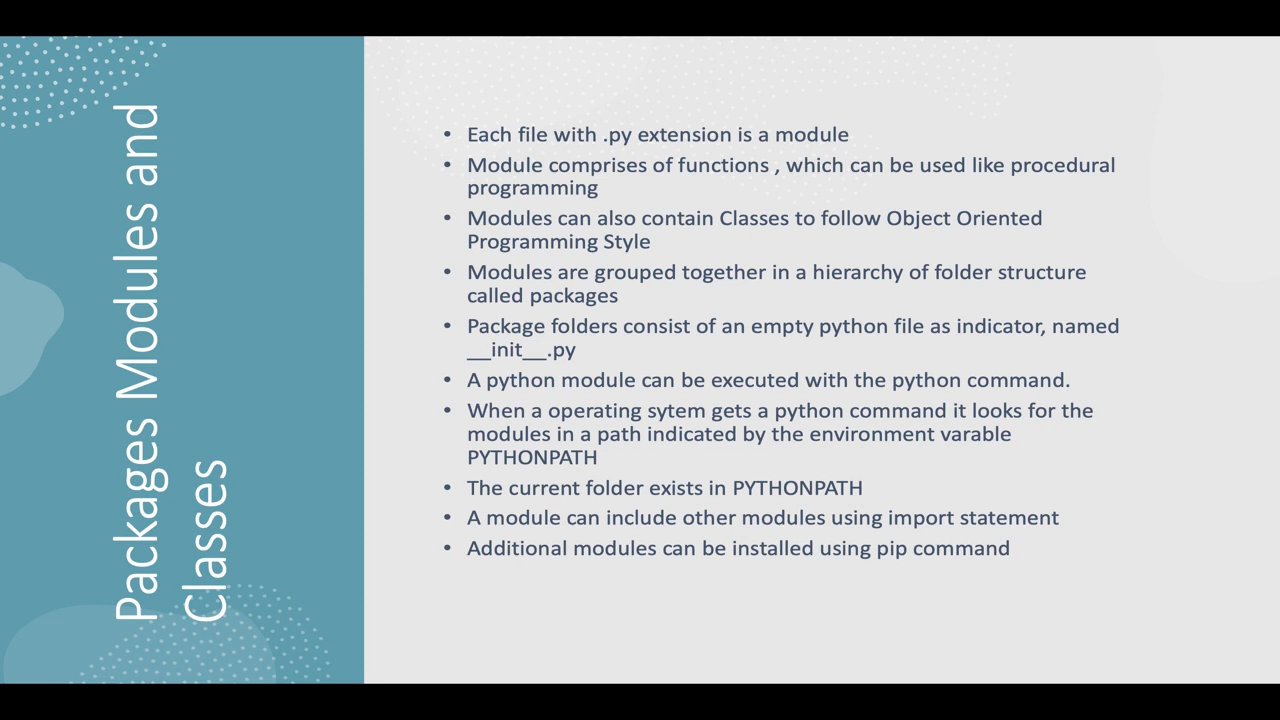 Packages Modules and
Classes
• Each file with .py extension is a module
• Module comprises of functions , which can be used like procedural
programming
• Modules can also contain Classes to follow Object Oriented
Programming Style
• Modules are grouped together in a hierarchy of folder structure
called packages
• Package folders consist of an empty python file as indicator, named
__init__.py
• A python module can be executed with the python command.
• When a operating sytem gets a python command it looks for the
modules in a path indicated by the environment varable
PYTHONPATH
• The current folder exists in PYTHONPATH
• A module can include other modules using import statement
• Additional modules can be installed using pip command